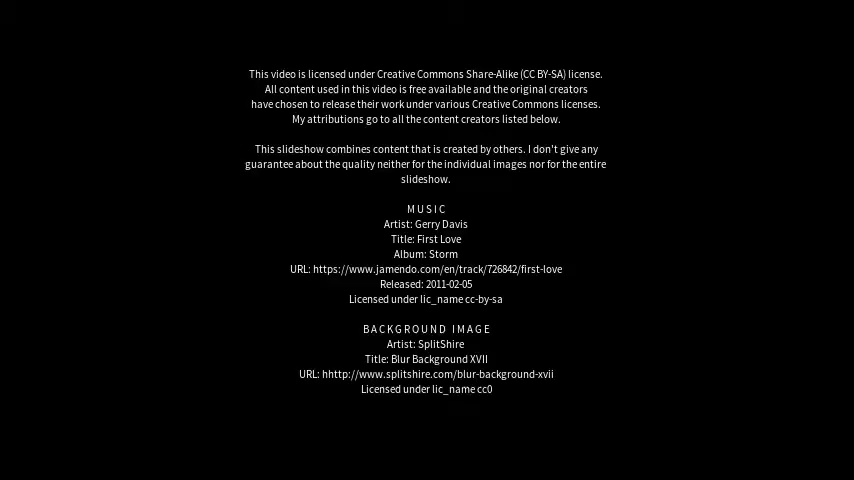 This video is licensed under Creative Commons Share-Alike (CC BY-SA) license.
All content used in this video is free available and the original creators
have chosen to release their work under various Creative Commons licenses.
My attributions go to all the content creators listed below.
This slideshow combines content that is created by others. I don't give any
guarantee about the quality neither for the individual images nor for the entire
slideshow.
MUSIC
Artist: Gerry Davis
Title: First Love
Album: Storm
URL: https://www.jamendo.com/en/track/726842/first-love
Released: 2011-02-05
Licensed under lic_name cc-by-sa
BACKGROUND IMAGE
Artist: SplitShire
Title: Blur Background XVII
URL: hhttp://www.splitshire.com/blur-background-xvii
Licensed under lic_name cc0